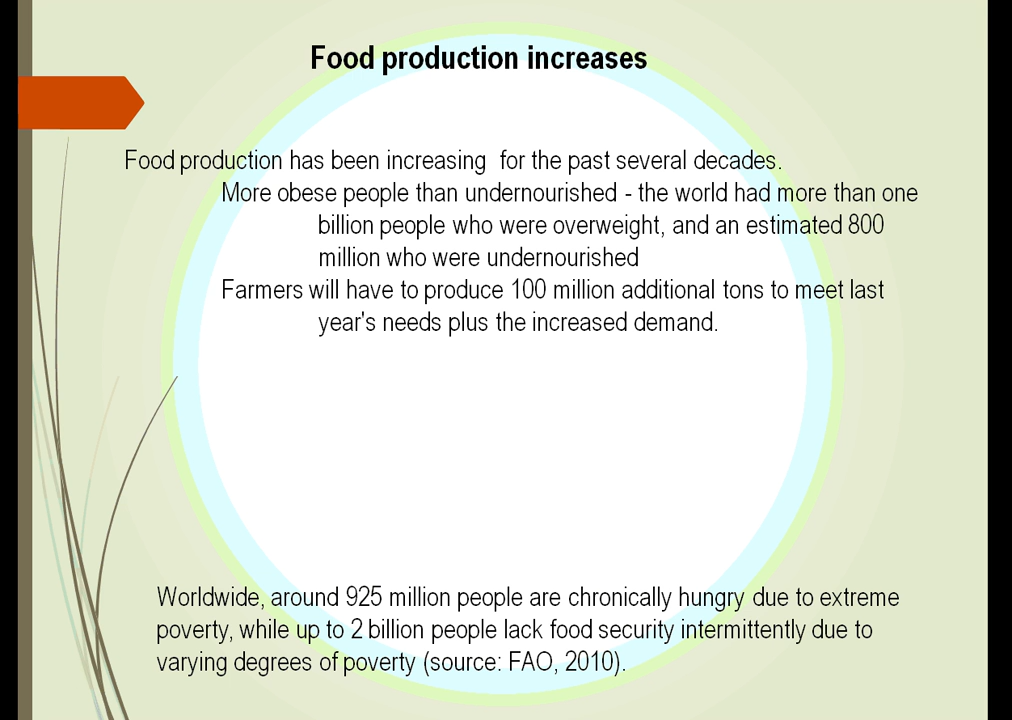 Food production increases
Food production has been increasing for the past several decades.
More obese people than undernourished - the world had more than one
billion people who were overweight, and an estimated 800
million who were undernourished
Farmers will have to produce 100 million additional tons to meet last
year's needs plus the increased demand.
Worldwide, around 925 million people are chronically hungry due to extreme
poverty, while up to 2 billion people lack food security intermittently due to
varying degrees of poverty (source: FAO, 2010).